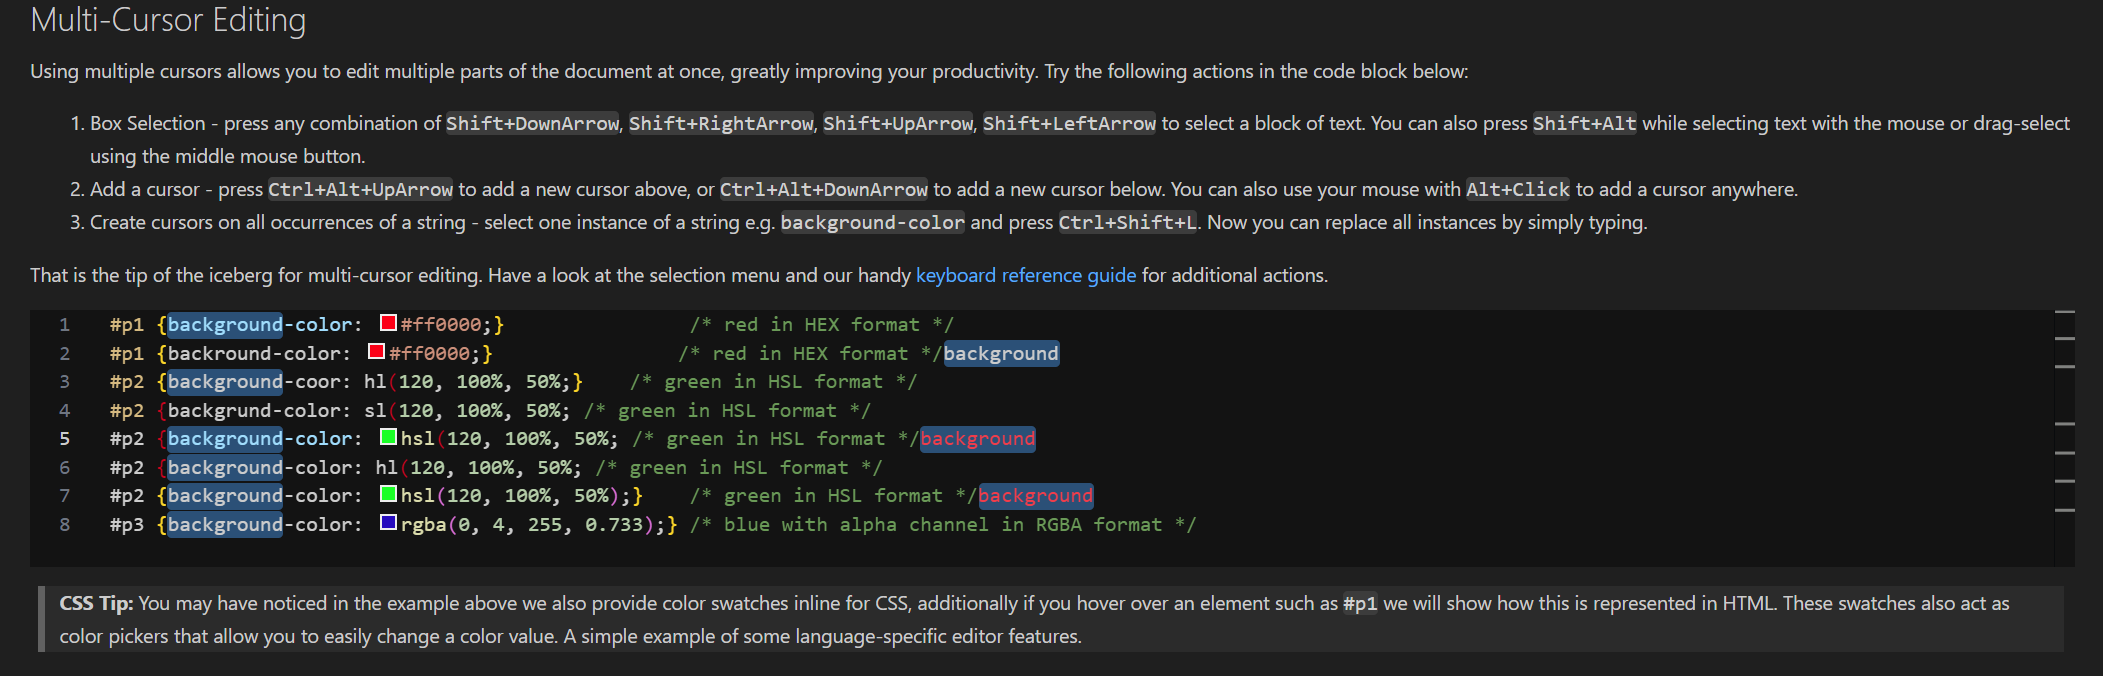 Multi-Cursor Editing
Using multiple cursors allows you to edit multiple parts of the document at once, greatly improving your productivity. Try the following actions in the code block below:
1. Box Selection - press any combination of Shift+DownArrow, Shift+RightArrow, Shift+UpArrow, Shift+LeftArrow to select a block of text. You can also press Shift+Alt while selecting text with the mouse or drag-select
using the middle mouse button.
2. Add a cursor - press Ctrl+Alt+UpArrow to add a new cursor above, or Ctrl+Alt+DownArrow to add a new cursor below. You can also use your mouse with Alt+Click to add a cursor anywhere.
3. Create cursors on all occurrences of a string - select one instance of a string e.g. background-color and press Ctrl+Shift+L. Now you can replace all instances by simply typing.
That is the tip of the iceberg for multi-cursor editing. Have a look at the selection menu and our handy keyboard reference guide for additional actions.
1 #p1 {background-color: #ff0000;} /* red in HEX format */
2 #p1 {backround-color: #ff0000;} /* red in HEX format */background
3 #p2 {background-coor: hl(120, 100%, 50%;} /* green in HSL format */
4 #p2 {backgrund-color: sl(120, 100%, 50%; /* green in HSL format */
5 #p2 {background-color: hsl(120, 100%, 50%; /* green in HSL format */background
6 #p2 {background-color: hl(120, 100%, 50%; /* green in HSL format */
7 #p2 {background-color: hsl(120, 100%, 50%);} /* green in HSL format */background
8 #p3 {background-color: rgba(0, 4, 255, 0.733);} /* blue with alpha channel in RGBA format */
CSS Tip: You may have noticed in the example above we also provide color swatches inline for CSS, additionally if you hover over an element such as #p1 we will show how this is represented in HTML. These swatches also act as
color pickers that allow you to easily change a color value. A simple example of some language-specific editor features.